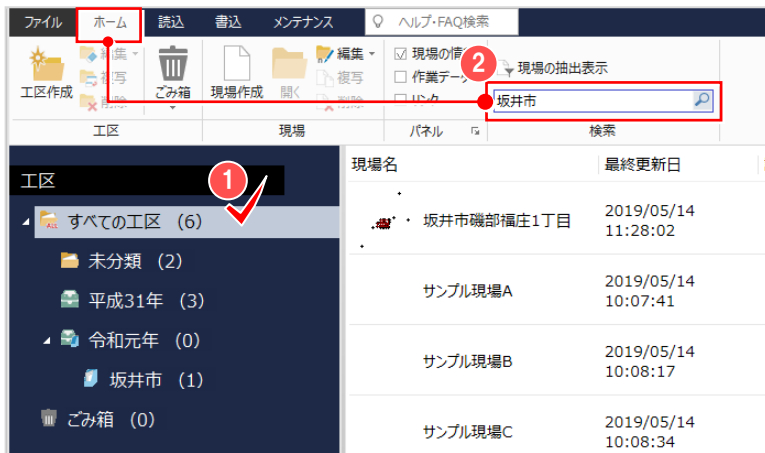 ファイル ホーム 読込 書込 メンテナンス ヘルプ・FAQ検索
工区作成 編集 複写 削除 ごみ箱 現場作成 開く 編集 複写 削除 現場の情 作業データ リンク 2 現場の抽出表示
坂井市
工区 現場 パネル 検索
工区 1 現場名 最終更新日
すべての工区 (6) 坂井市磯部福庄1丁目 2019/05/14
11:28:02
未分類 (2)
平成31年 (3) サンプル現場A 2019/05/14
10:07:41
令和元年 (0) サンプル現場B 2019/05/14
10:08:17
坂井市 (1)
ごみ箱 (0) サンプル現場C 2019/05/14
10:08:34